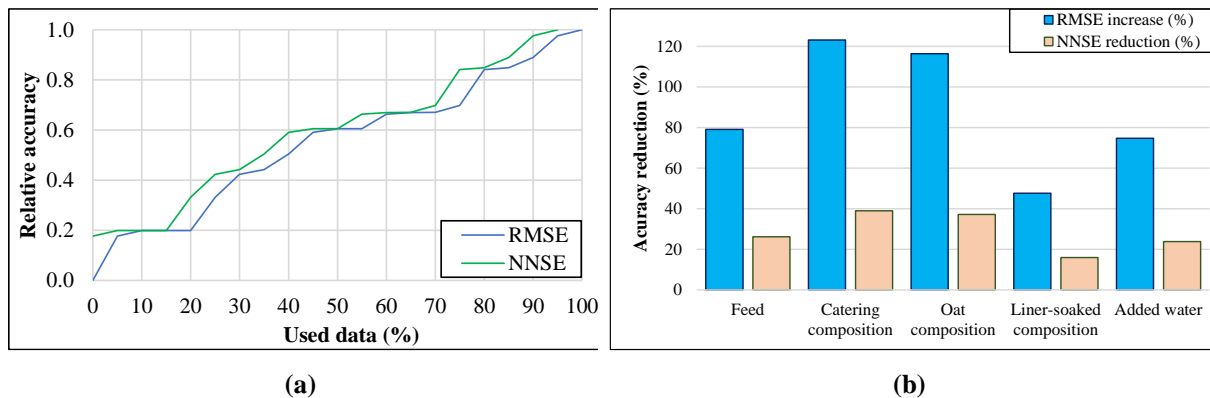 Relative accuracy
1.0
0.8
0.6
0.4
0.2
0.0
0 10 20 30 40 50 60 70 80 90 100
Used data (%)
RMSE
NNSE
(a)
Acuracy reduction (%)
120
100
80
60
40
20
0
RMSE increase (%)
NNSE reduction (%)
Feed Catering composition Oat composition Liner-soaked composition Added water
(b)